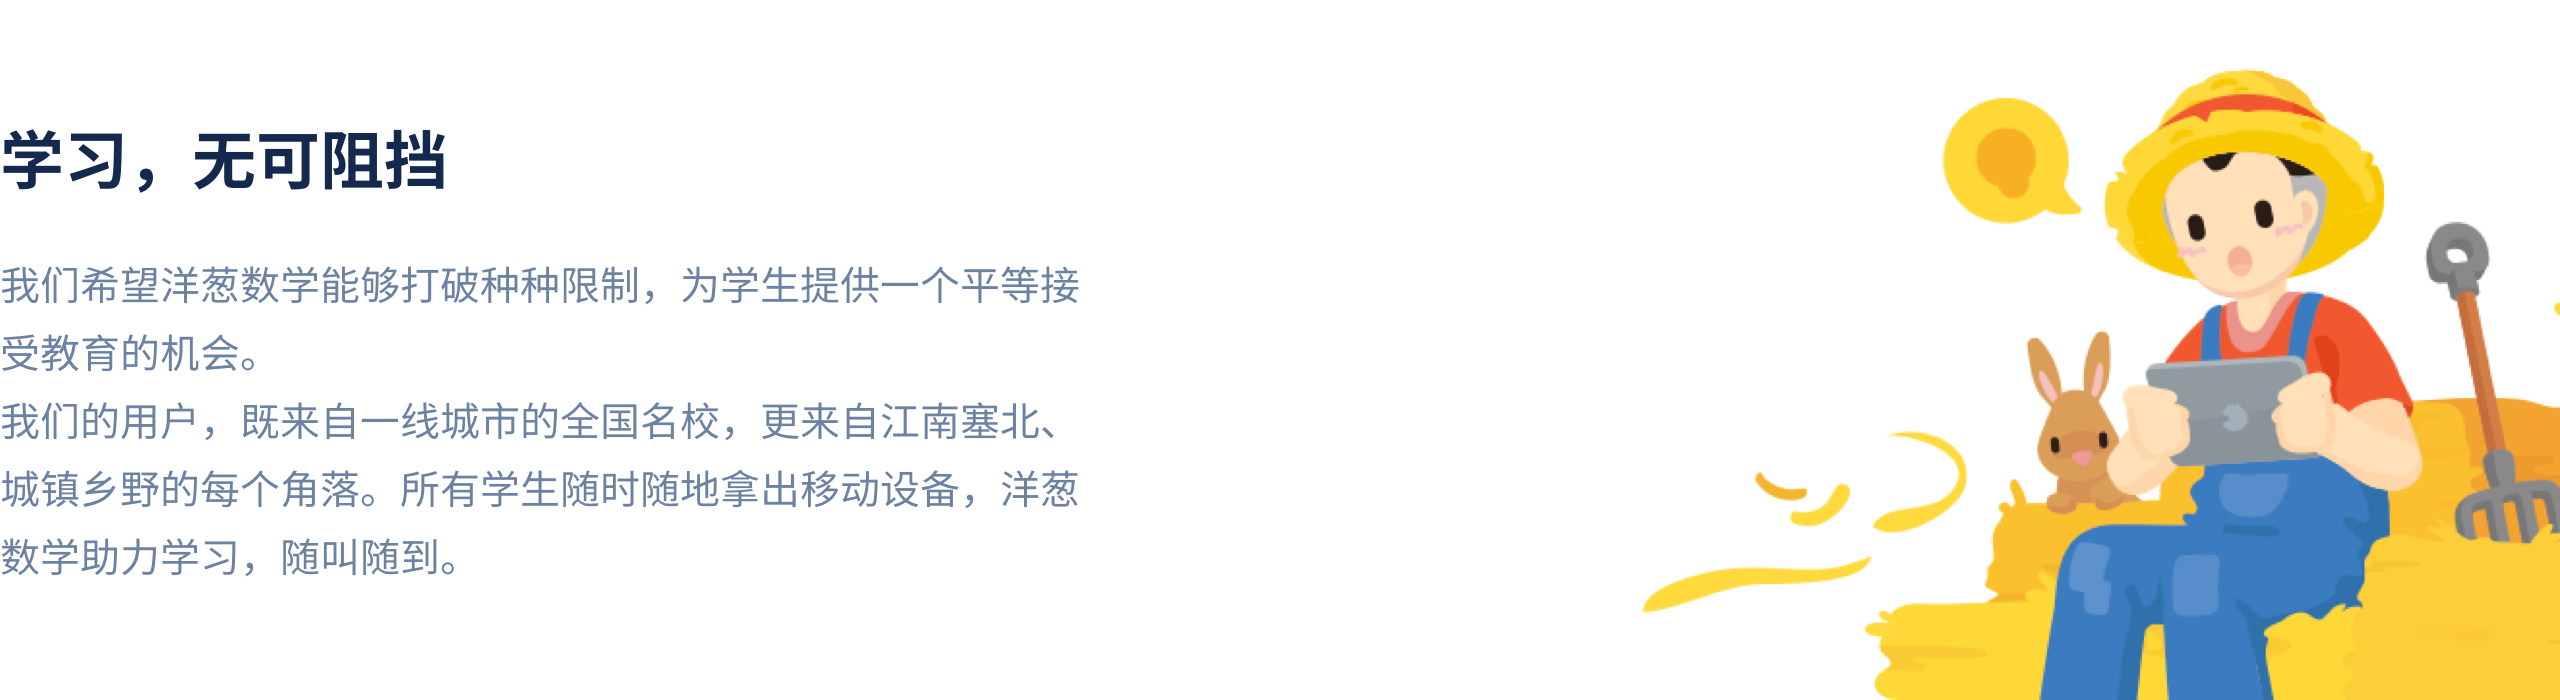 学习，无可阻挡
我们希望洋葱数学能够打破种种限制，为学生提供一个平等接
受教育的机会。
我们的用户，既来自一线城市的全国名校，更来自江南塞北、
城镇乡野的每个角落。所有学生随时随地拿出移动设备，洋葱
数学助力学习，随叫随到。